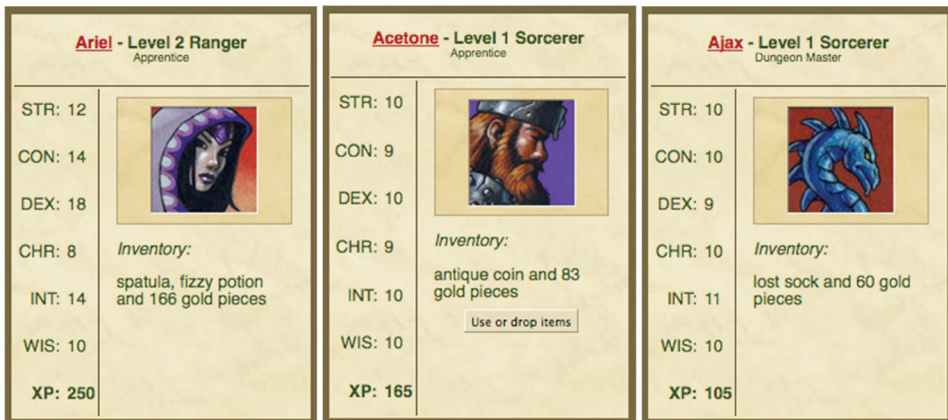 Ariel - Level 2 Ranger
Apprentice
STR: 12
CON: 14
DEX: 18
CHR: 8
INT: 14
WIS: 10
XP: 250
Inventory:
spatula, fizzy potion
and 166 gold pieces
Acetone - Level 1 Sorcerer
Apprentice
STR: 10
CON: 9
DEX: 10
CHR: 9
INT: 10
WIS: 10
XP: 165
Inventory:
antique coin and 83
gold pieces
Use or drop items
Ajax - Level 1 Sorcerer
Dungeon Master
STR: 10
CON: 10
DEX: 9
CHR: 10
INT: 11
WIS: 10
XP: 105
Inventory:
lost sock and 60 gold
pieces